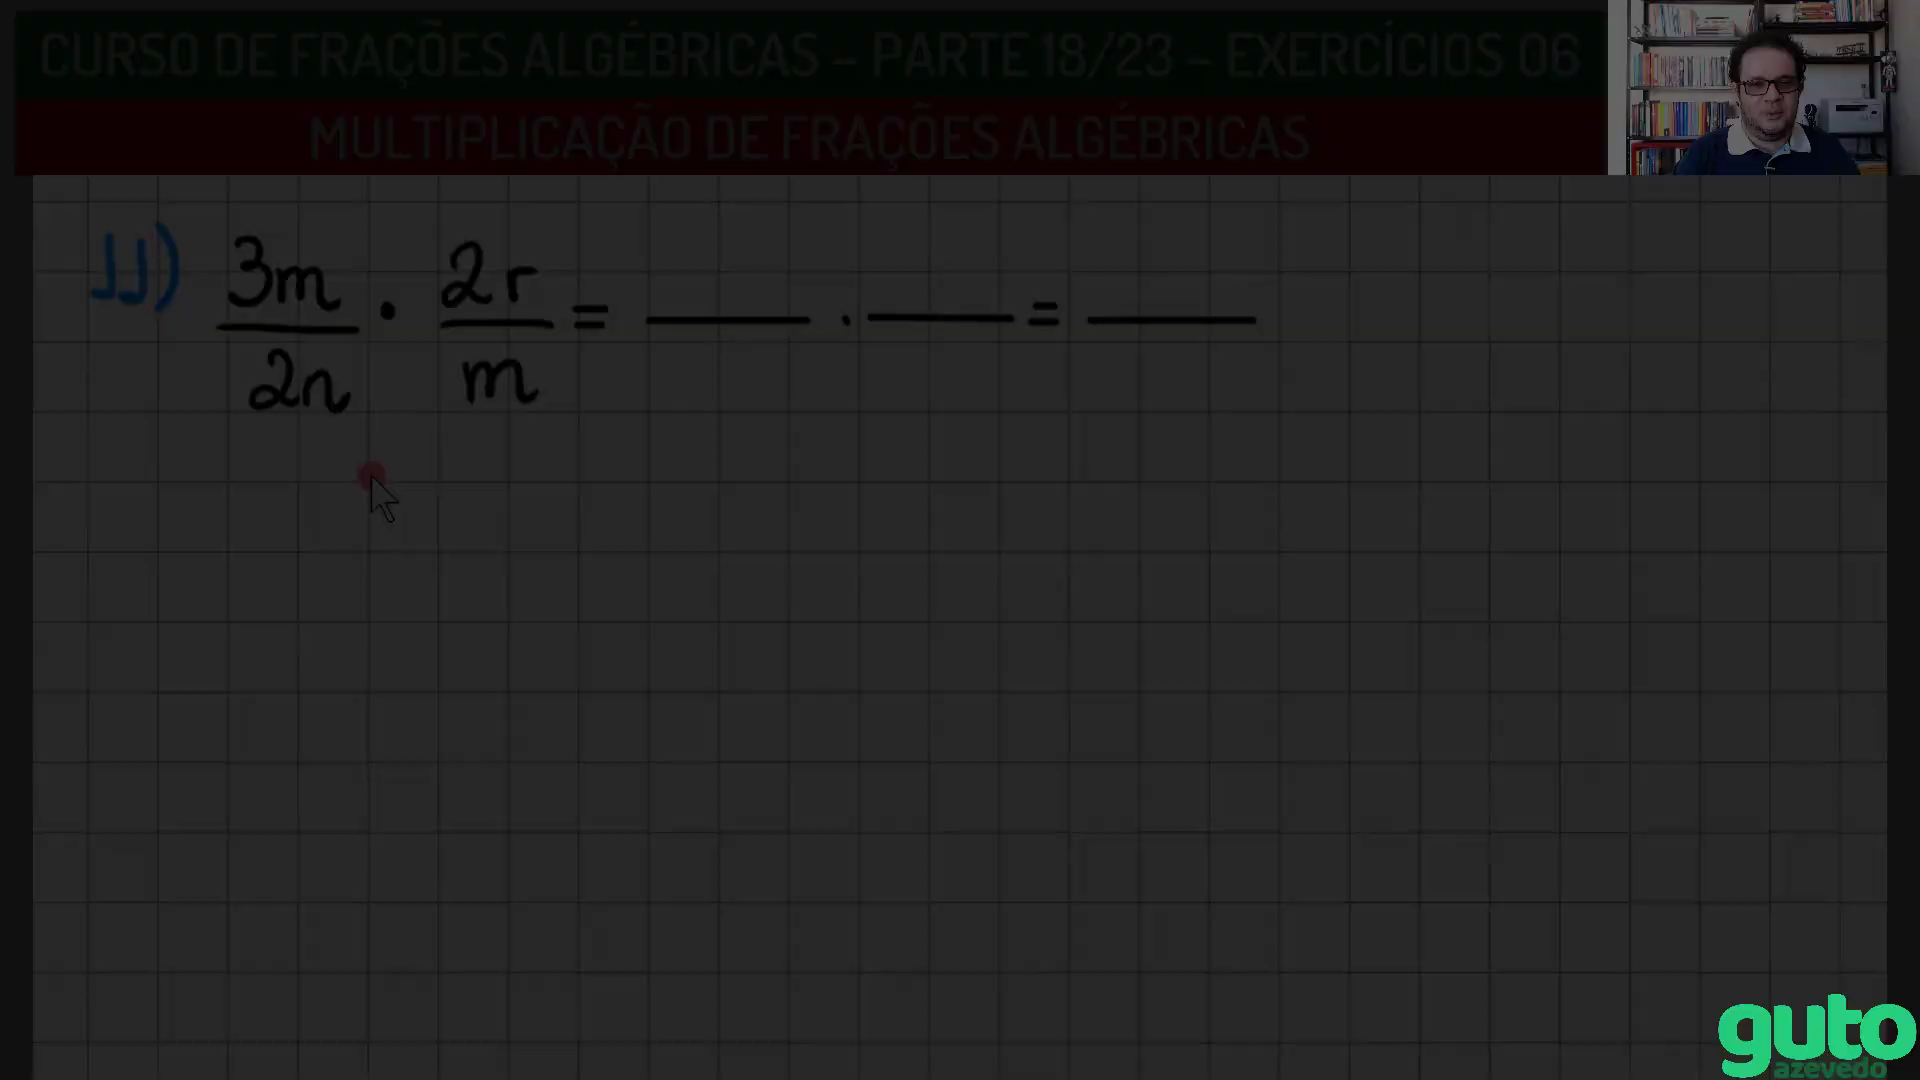 CURSO DE FRAÇÕES ALGÉBRICAS – PARTE 18/23 – EXERCÍCIOS 06
MULTIPLICAÇÃO DE FRAÇÕES ALGÉBRICAS
11) 3m/2n · 2r/m = ____ · ____ = ____
guto
azevedo